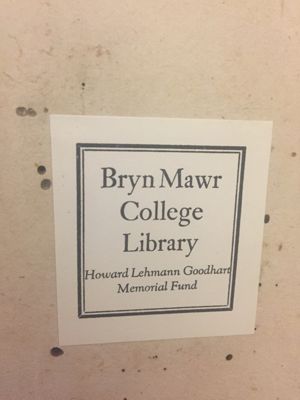 Bryn Mawr
College
Library
Howard Lehmann Goodhart
Memorial Fund